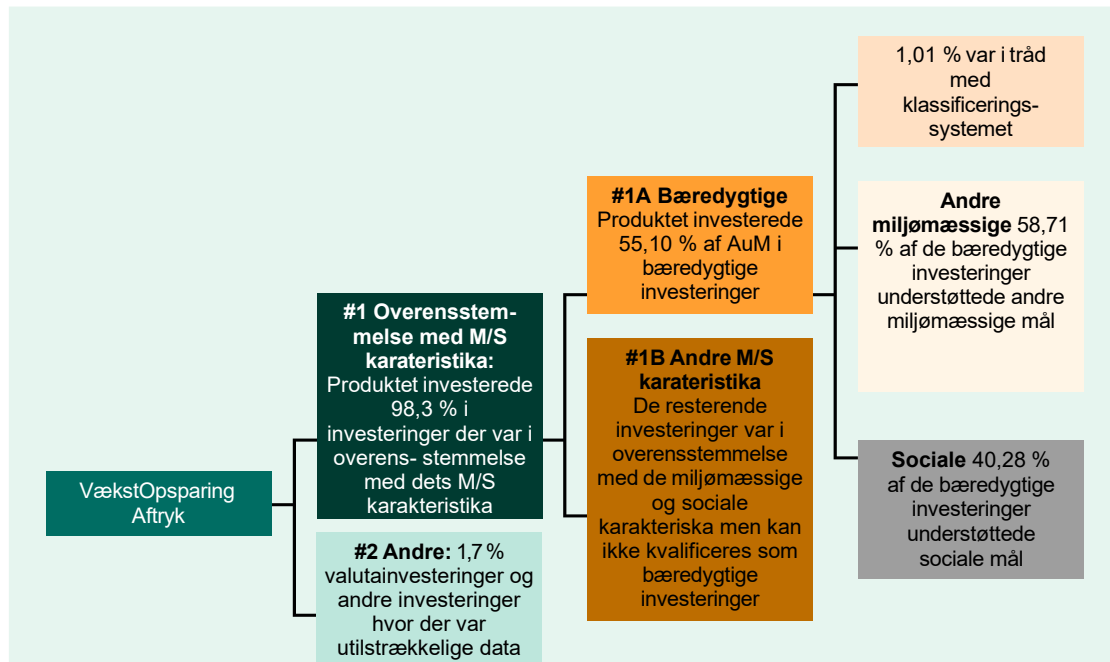 VækstOpsparing
Aftryk
#1 Overensstem-
melse med M/S
karateristika:
Produktet investerede
98,3 % i
investeringer der var i
overens- stemmelse
med dets M/S
karakteristika
#2 Andre: 1,7 %
valutainvesteringer og
andre investeringer
hvor der var
utilstrækkelige data
#1A Bæredygtige
Produktet investerede
55,10 % af AuM i
bæredygtige
investeringer
#1B Andre M/S
karateristika
De resterende
investeringer var i
overensstemmelse
med de miljømæssige
og sociale
karakteriska men kan
ikke kvalificeres som
bæredygtige
investeringer
1,01 % var i tråd
med
klassificerings-
systemet
Andre
miljømæssige 58,71
% af de bæredygtige
investeringer
understøttede andre
miljømæssige mål
Sociale 40,28 %
af de bæredygtige
investeringer
understøttede
sociale mål